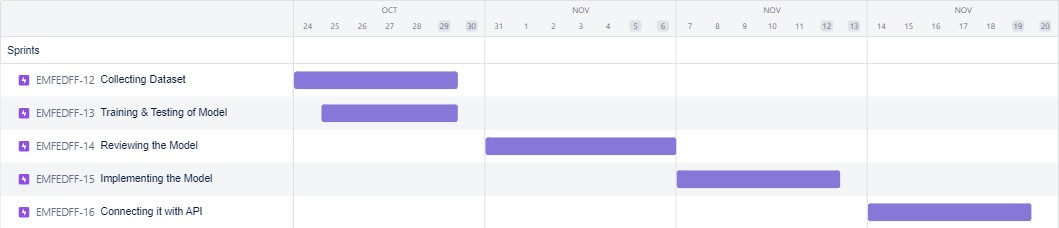 OCT NOV NOV NOV
24 25 26 27 28 29 30 31 1 2 3 4 5 6 7 8 9 10 11 12 13 14 15 16 17 18 19 20
Sprints
EMFEDFF-12 Collecting Dataset
EMFEDFF-13 Training & Testing of Model
EMFEDFF-14 Reviewing the Model
EMFEDFF-15 Implementing the Model
EMFEDFF-16 Connecting it with API